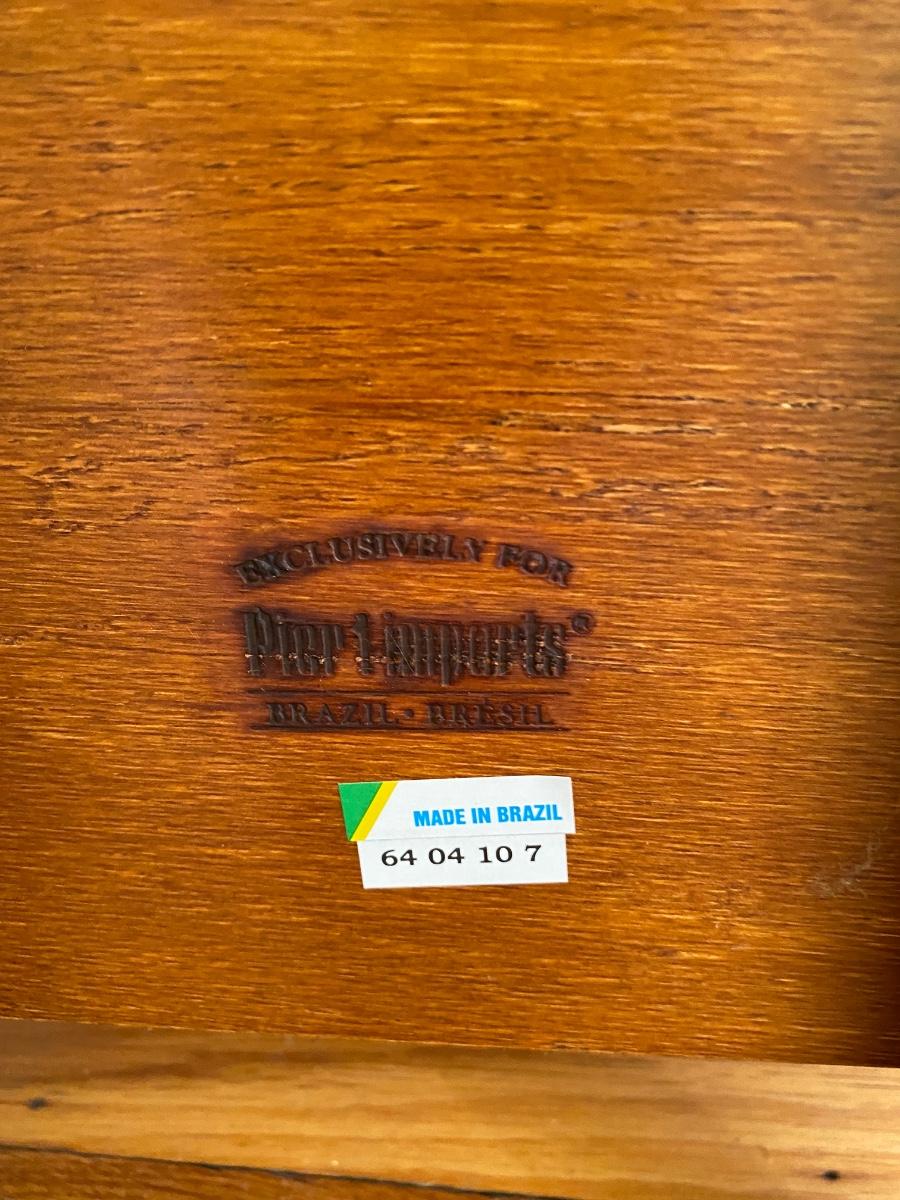 EXCLUSIVELY FOR
Pier 1 imports®
BRAZIL • BRÉSIL
MADE IN BRAZIL
64 04 10 7